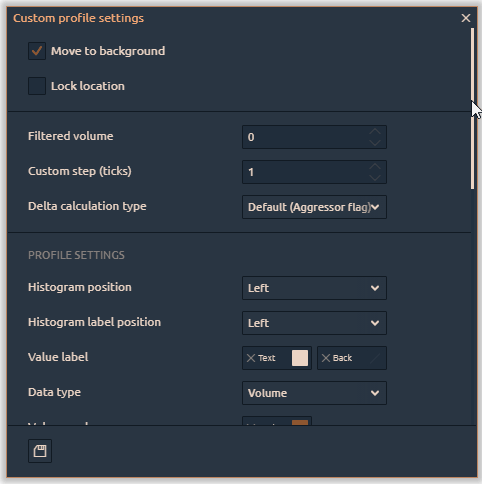 Custom profile settings
Move to background
Lock location
Filtered volume 0
Custom step (ticks) 1
Delta calculation type Default (Aggressor flag)
PROFILE SETTINGS
Histogram position Left
Histogram label position Left
Value label Text Back
Data type Volume